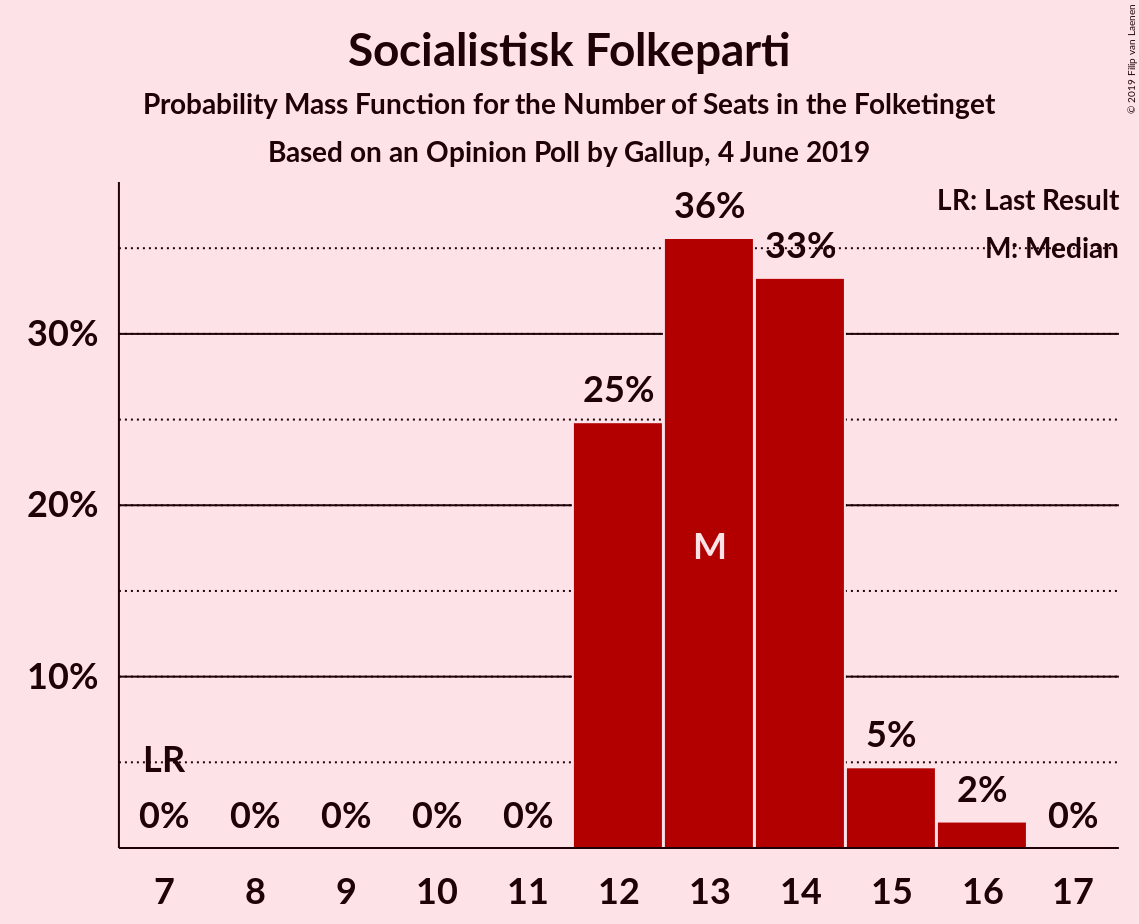 Socialistisk Folkeparti
Probability Mass Function for the Number of Seats in the Folketinget
Based on an Opinion Poll by Gallup, 4 June 2019
© 2019 Filip van Laenen
LR: Last Result
M: Median
36%
33%
30%
25%
20%
M
10%
5%
LR
2%
0% 0% 0% 0% 0% 0%
7 8 9 10 11 12 13 14 15 16 17